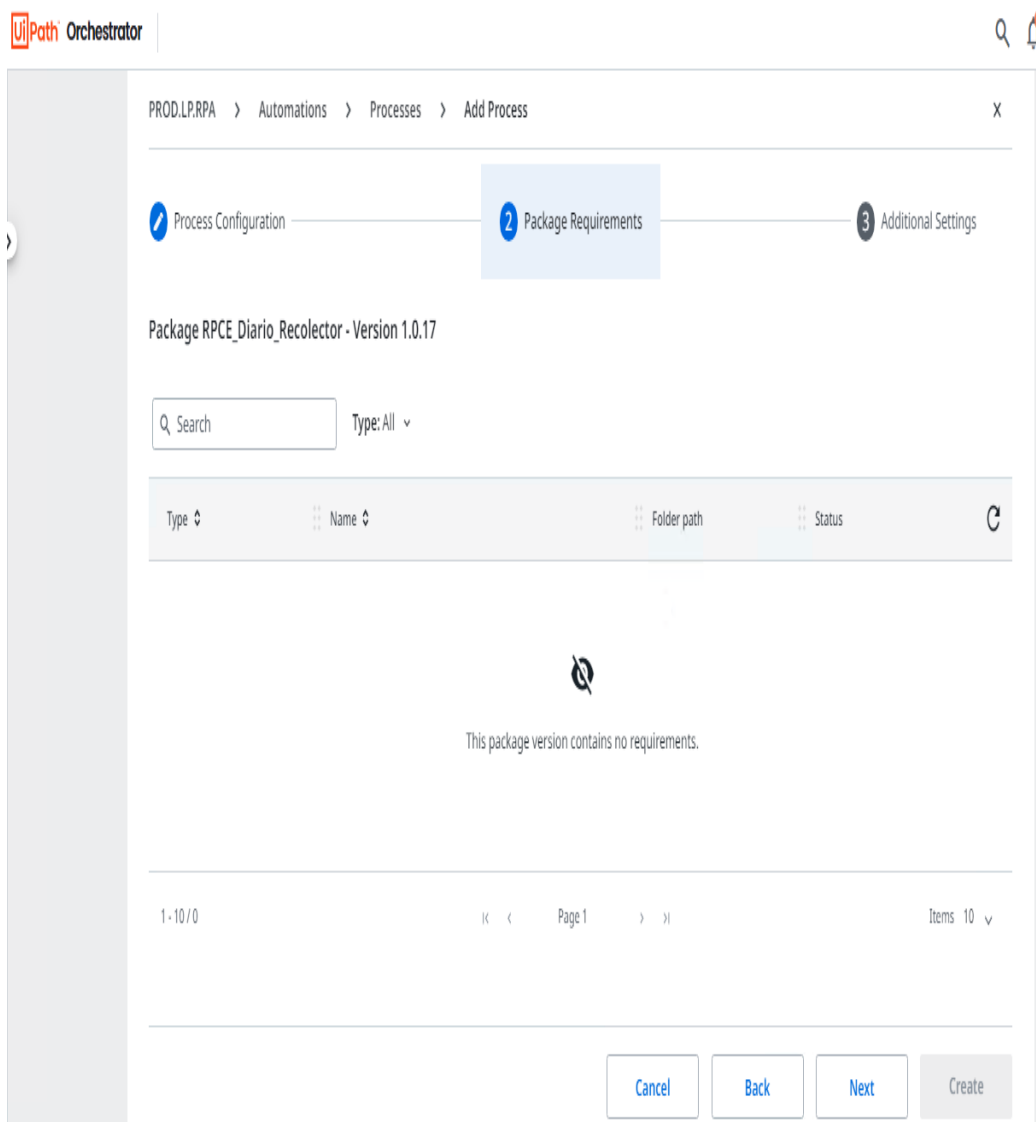 UiPath Orchestrator
PROD.LP.RPA > Automations > Processes > Add Process X
Process Configuration 2 Package Requirements 3 Additional Settings
Package RPCE_Diario_Recolector - Version 1.0.17
Search Type: All
Type Name Folder path Status
This package version contains no requirements.
1 - 10 / 0 Page 1 Items 10
Cancel Back Next Create